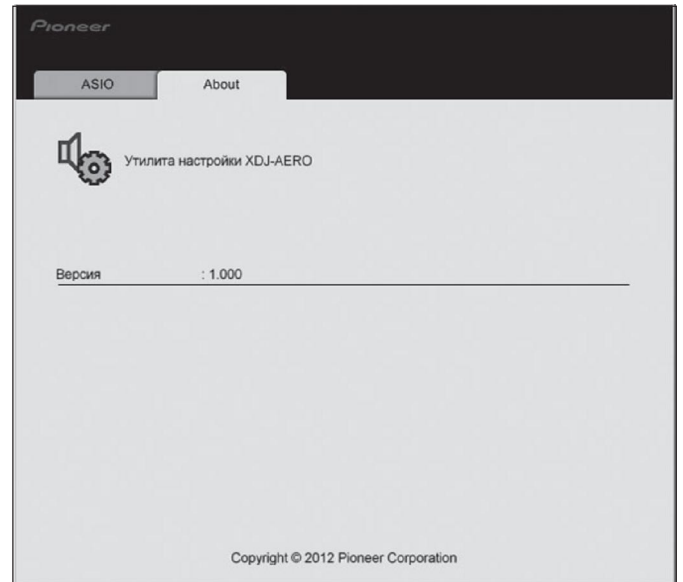 Pioneer
ASIO About
Утилита настройки XDJ-AERO
Версия : 1.000
Copyright © 2012 Pioneer Corporation